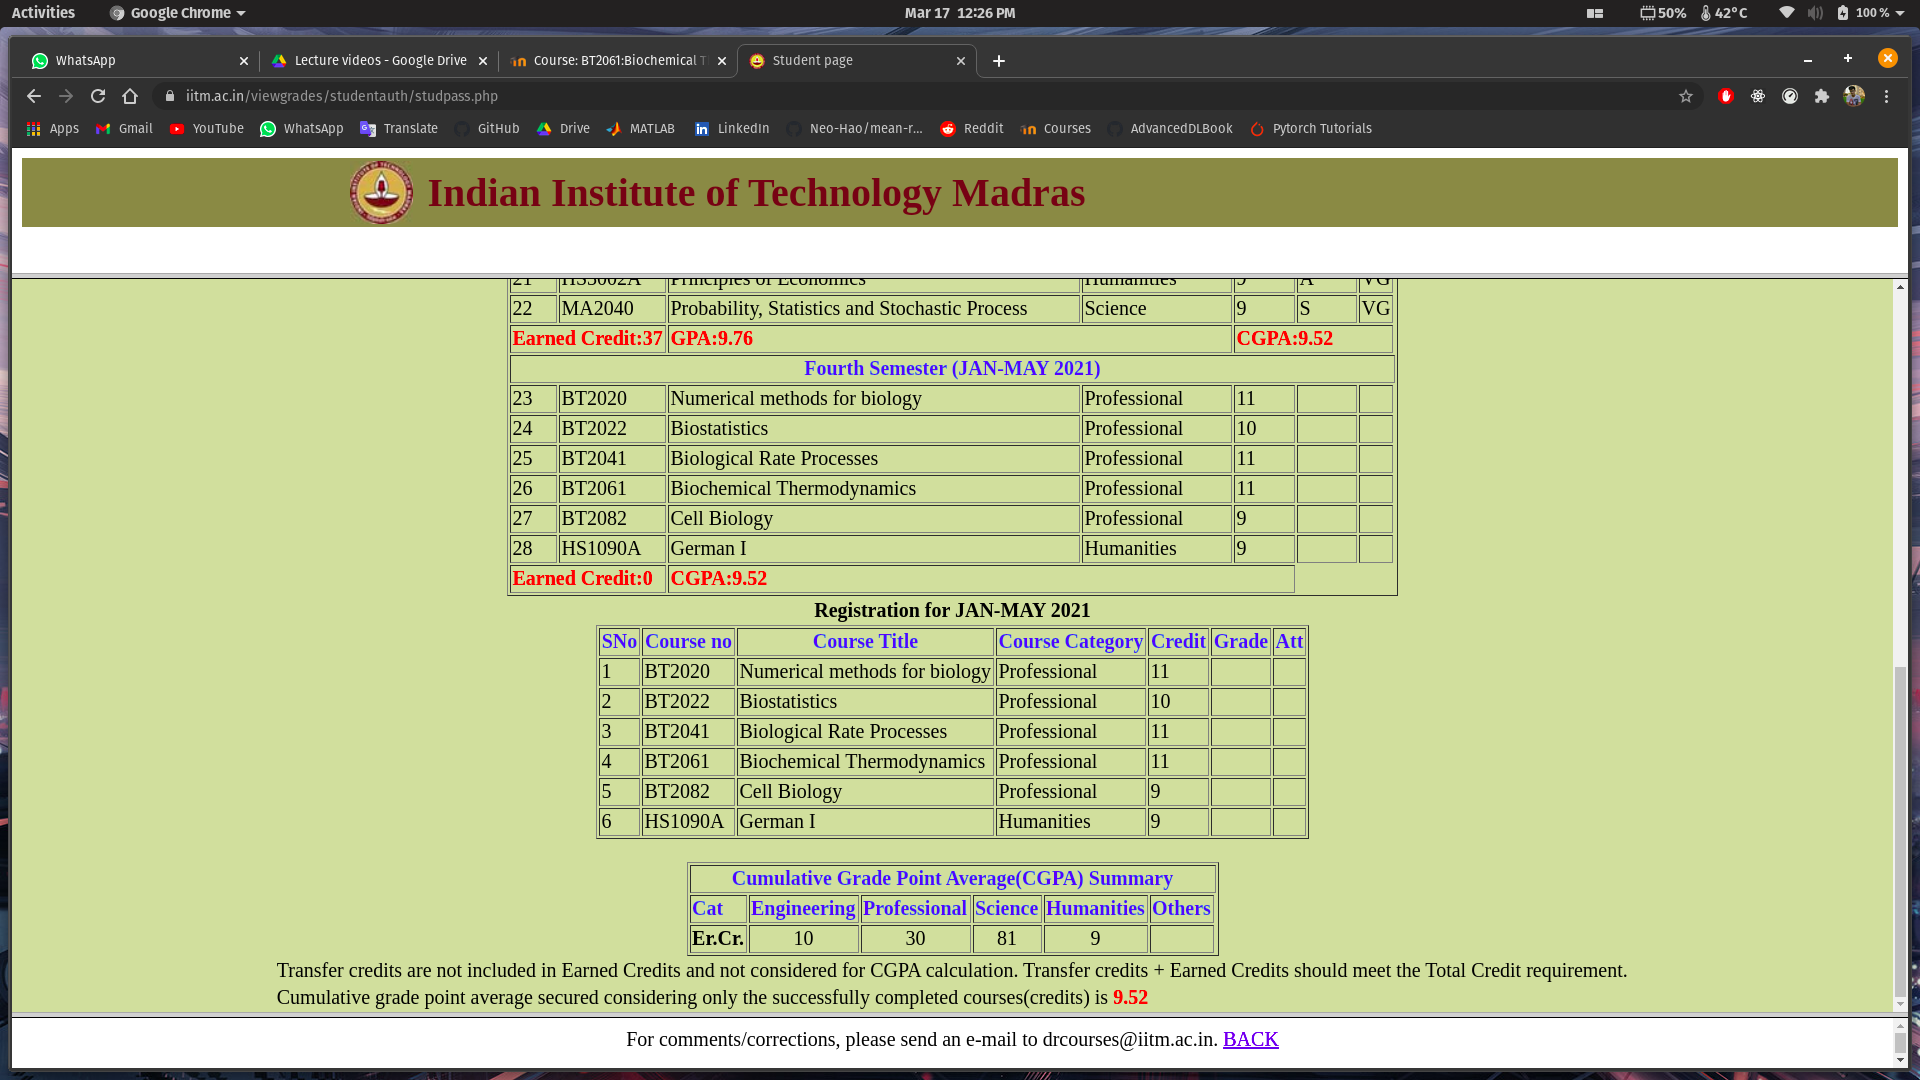 Activities Google Chrome Mar 17 12:26 PM 50% 42°C 100 %
WhatsApp Lecture videos - Google Drive Course: BT2061:Biochemical T Student page
iitm.ac.in/viewgrades/studentauth/studpass.php
Apps Gmail YouTube WhatsApp Translate GitHub Drive MATLAB LinkedIn Neo-Hao/mean-r... Reddit Courses AdvancedDLBook Pytorch Tutorials
Indian Institute of Technology Madras
21 HS3002A Principles of Economics Humanities 9 A VG
22 MA2040 Probability, Statistics and Stochastic Process Science 9 S VG
Earned Credit:37 GPA:9.76 CGPA:9.52
Fourth Semester (JAN-MAY 2021)
23 BT2020 Numerical methods for biology Professional 11
24 BT2022 Biostatistics Professional 10
25 BT2041 Biological Rate Processes Professional 11
26 BT2061 Biochemical Thermodynamics Professional 11
27 BT2082 Cell Biology Professional 9
28 HS1090A German I Humanities 9
Earned Credit:0 CGPA:9.52
Registration for JAN-MAY 2021
SNo Course no Course Title Course Category Credit Grade Att
1 BT2020 Numerical methods for biology Professional 11
2 BT2022 Biostatistics Professional 10
3 BT2041 Biological Rate Processes Professional 11
4 BT2061 Biochemical Thermodynamics Professional 11
5 BT2082 Cell Biology Professional 9
6 HS1090A German I Humanities 9
Cumulative Grade Point Average(CGPA) Summary
Cat Engineering Professional Science Humanities Others
Er.Cr. 10 30 81 9
Transfer credits are not included in Earned Credits and not considered for CGPA calculation. Transfer credits + Earned Credits should meet the Total Credit requirement.
Cumulative grade point average secured considering only the successfully completed courses(credits) is 9.52
For comments/corrections, please send an e-mail to drcourses@iitm.ac.in. BACK